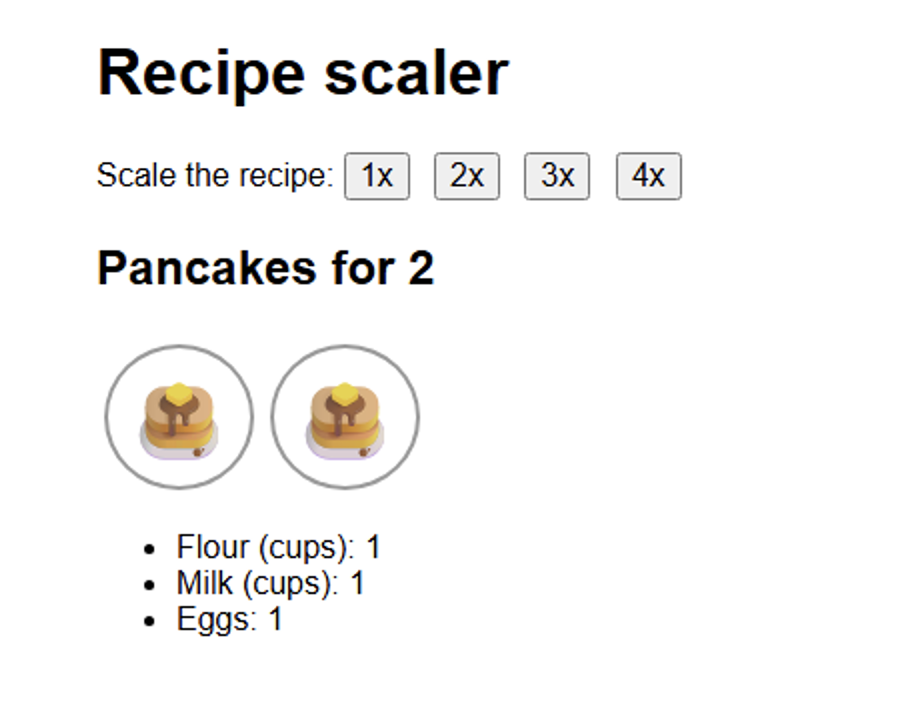 Recipe scaler
Scale the recipe: 1x 2x 3x 4x
Pancakes for 2
Flour (cups): 1
Milk (cups): 1
Eggs: 1